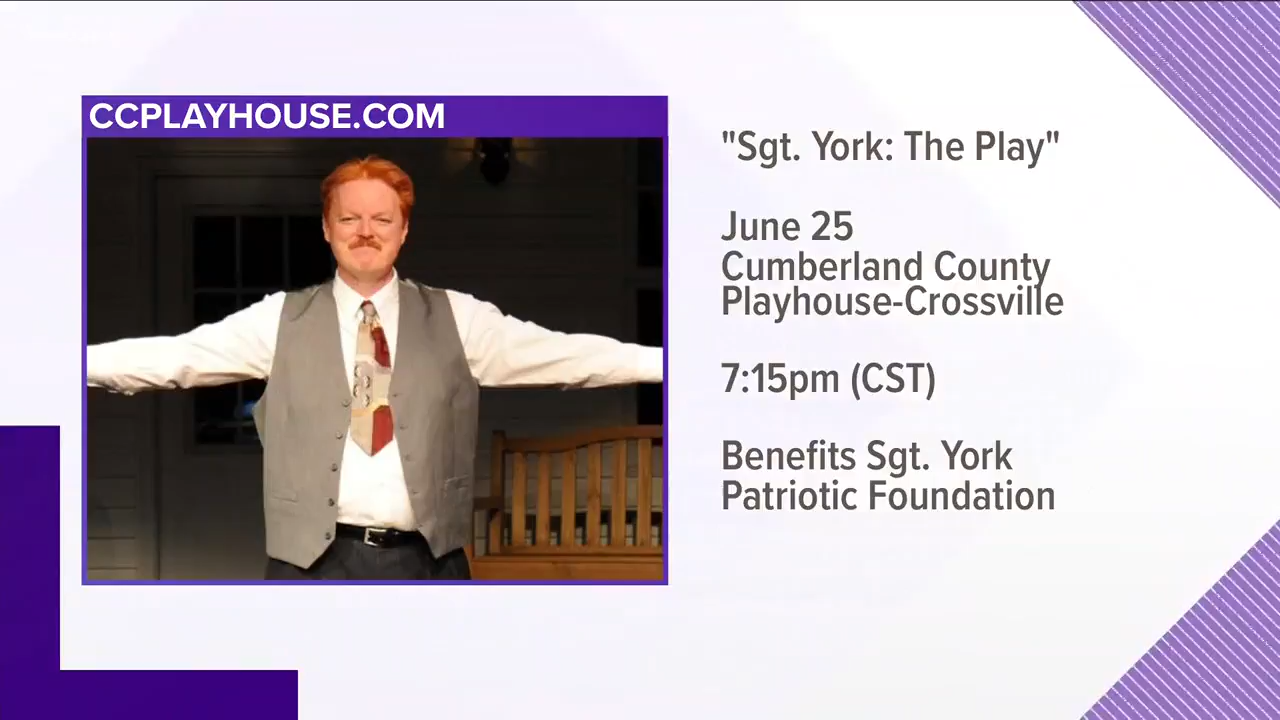 CCPLAYHOUSE.COM
"Sgt. York: The Play"
June 25
Cumberland County
Playhouse-Crossville
7:15pm (CST)
Benefits Sgt. York
Patriotic Foundation